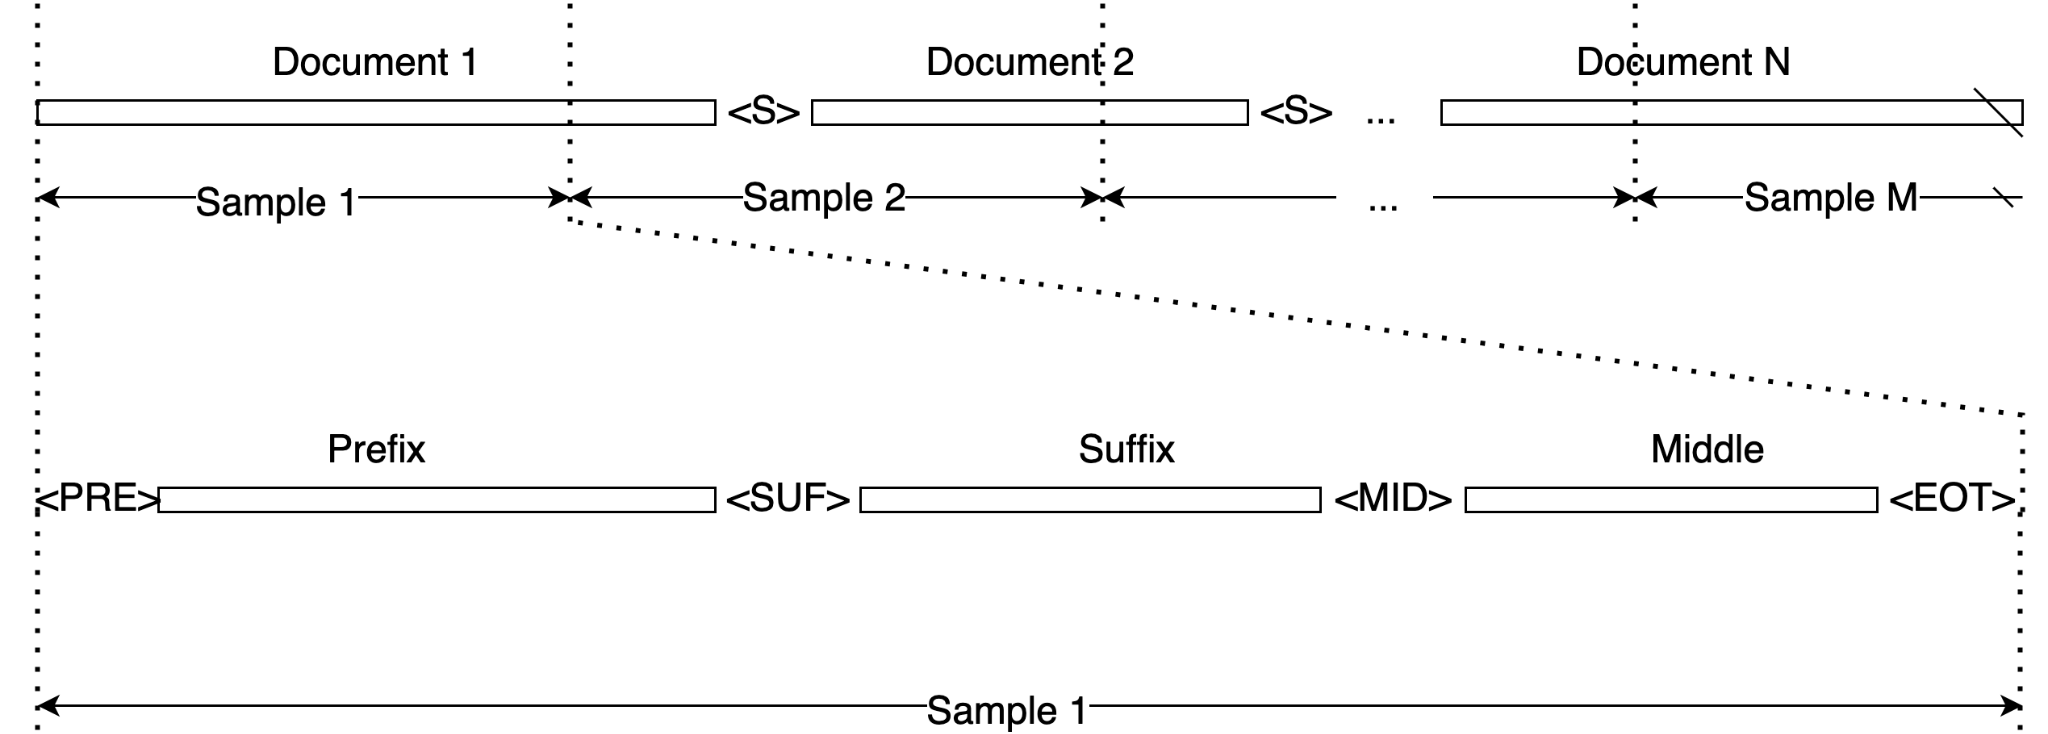 Document 1 Document 2 Document N
<S> <S> ...
Sample 1 Sample 2 ... Sample M
Prefix Suffix Middle
<PRE> <SUF> <MID> <EOT>
Sample 1